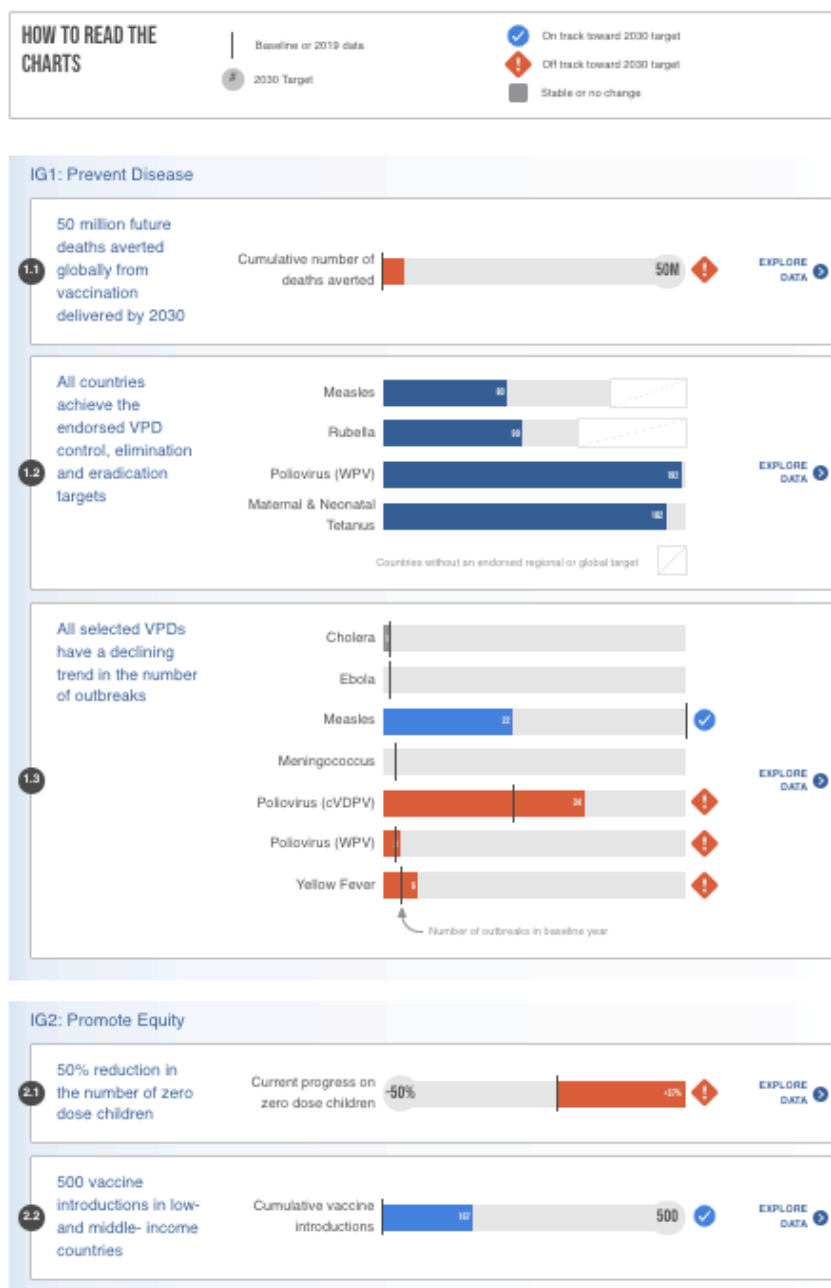 HOW TO READ THE
CHARTS
Baseline or 2019 data
#
2030 Target
On track toward 2030 target
Off track toward 2030 target
Stable or no change
IG1: Prevent Disease
1.1
50 million future
deaths averted
globally from
vaccination
delivered by 2030
Cumulative number of
deaths averted
50M
EXPLORE
DATA
1.2
All countries
achieve the
endorsed VPD
control, elimination
and eradication
targets
Measles
Rubella
Poliovirus (WPV)
Maternal & Neonatal
Tetanus
Countries without an endorsed regional or global target
EXPLORE
DATA
1.3
All selected VPDs
have a declining
trend in the number
of outbreaks
Cholera
Ebola
Measles
22
Meningococcus
Poliovirus (cVDPV)
34
Poliovirus (WPV)
Yellow Fever
6
Number of outbreaks in baseline year
EXPLORE
DATA
IG2: Promote Equity
2.1
50% reduction in
the number of zero
dose children
Current progress on
zero dose children
-50%
+37%
EXPLORE
DATA
2.2
500 vaccine
introductions in low-
and middle- income
countries
Cumulative vaccine
introductions
500
EXPLORE
DATA